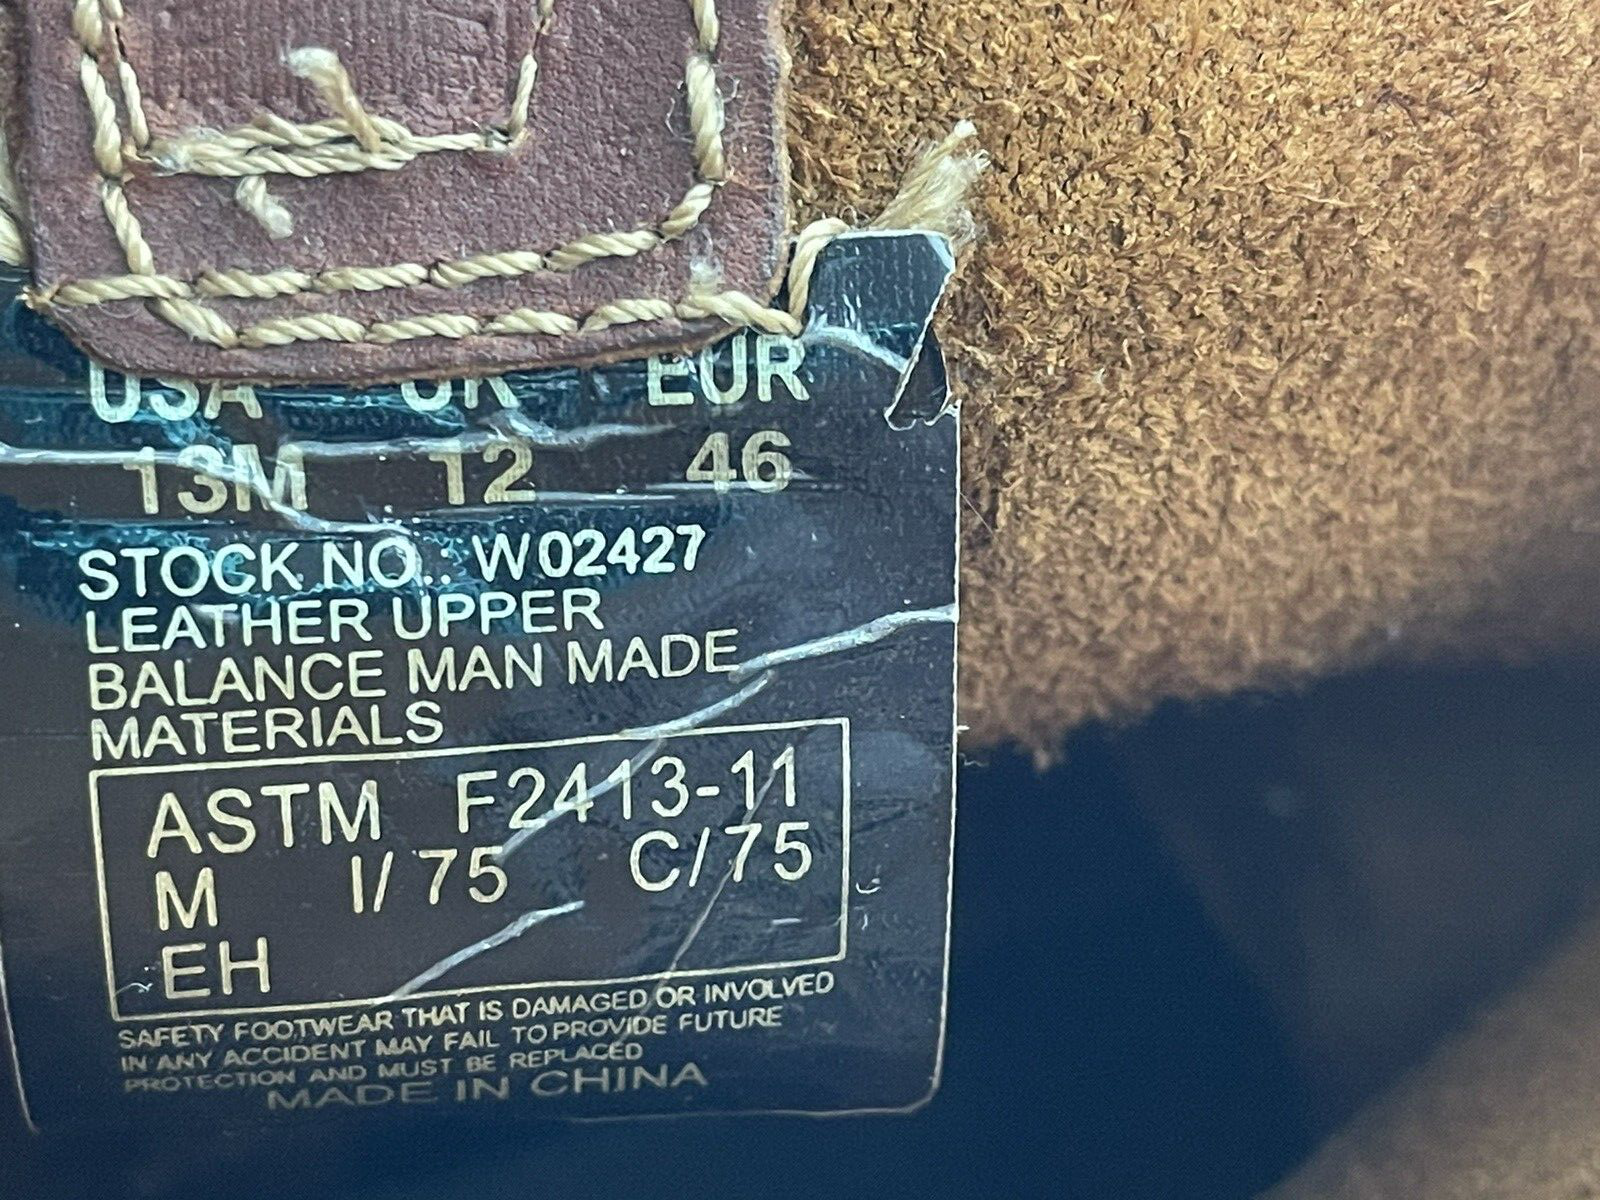 USA UK EUR
13M 12 46
STOCK NO.: W02427
LEATHER UPPER
BALANCE MAN MADE
MATERIALS
ASTM F2413-11
M I/75 C/75
EH
SAFETY FOOTWEAR THAT IS DAMAGED OR INVOLVED
IN ANY ACCIDENT MAY FAIL TO PROVIDE FUTURE
PROTECTION AND MUST BE REPLACED
MADE IN CHINA